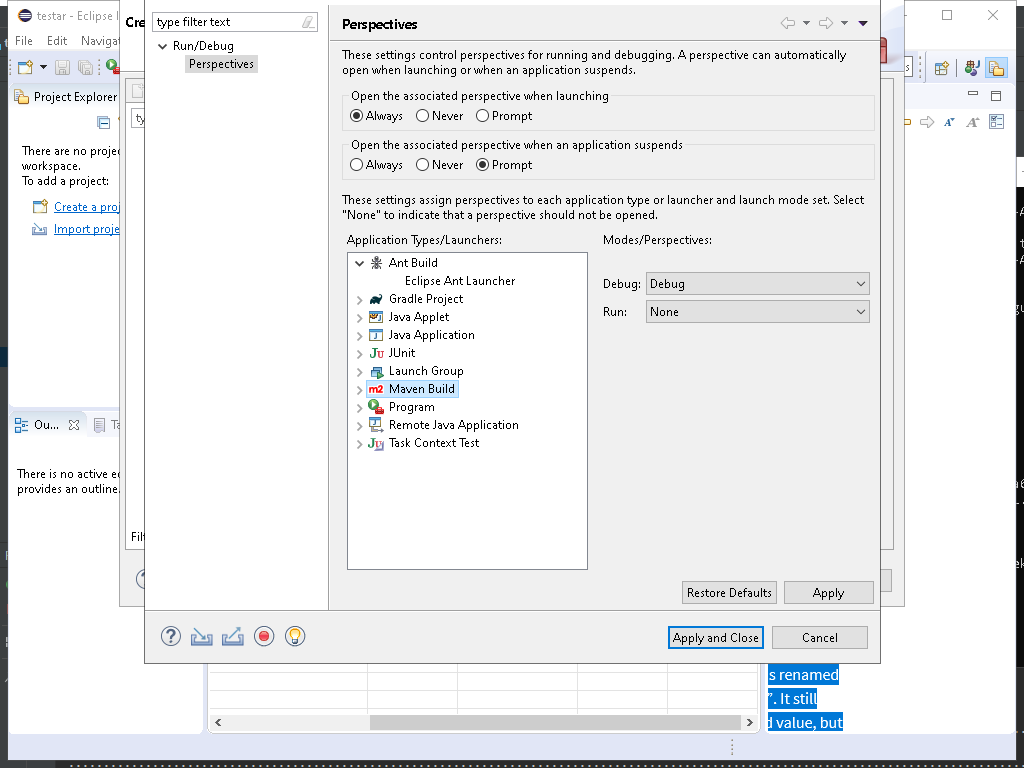 testar - Eclipse I
File
Edit
Naviga
Project Explorer
There are no proje
workspace.
To add a project:
Create a proj
Import proje
Ou...
Ta
There is no active e
provides an outline.
Cre
ty
Filt
type filter text
Run/Debug
Perspectives
Perspectives
These settings control perspectives for running and debugging. A perspective can automatically
open when launching or when an application suspends.
Open the associated perspective when launching
Always
Never
Prompt
Open the associated perspective when an application suspends
Always
Never
Prompt
These settings assign perspectives to each application type or launcher and launch mode set. Select
"None" to indicate that a perspective should not be opened.
Application Types/Launchers:
Modes/Perspectives:
Ant Build
Eclipse Ant Launcher
Gradle Project
Java Applet
Java Application
JUnit
Launch Group
Maven Build
Program
Remote Java Application
Task Context Test
Debug:
Debug
Run:
None
Restore Defaults
Apply
Apply and Close
Cancel
s renamed
”. It still
d value, but